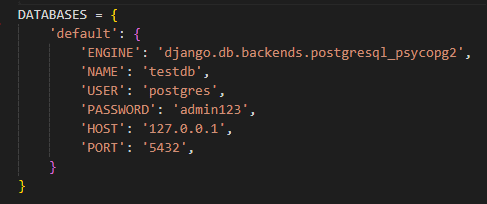 DATABASES = {
    'default': {
        'ENGINE': 'django.db.backends.postgresql_psycopg2',
        'NAME': 'testdb',
        'USER': 'postgres',
        'PASSWORD': 'admin123',
        'HOST': '127.0.0.1',
        'PORT': '5432',
    }
}